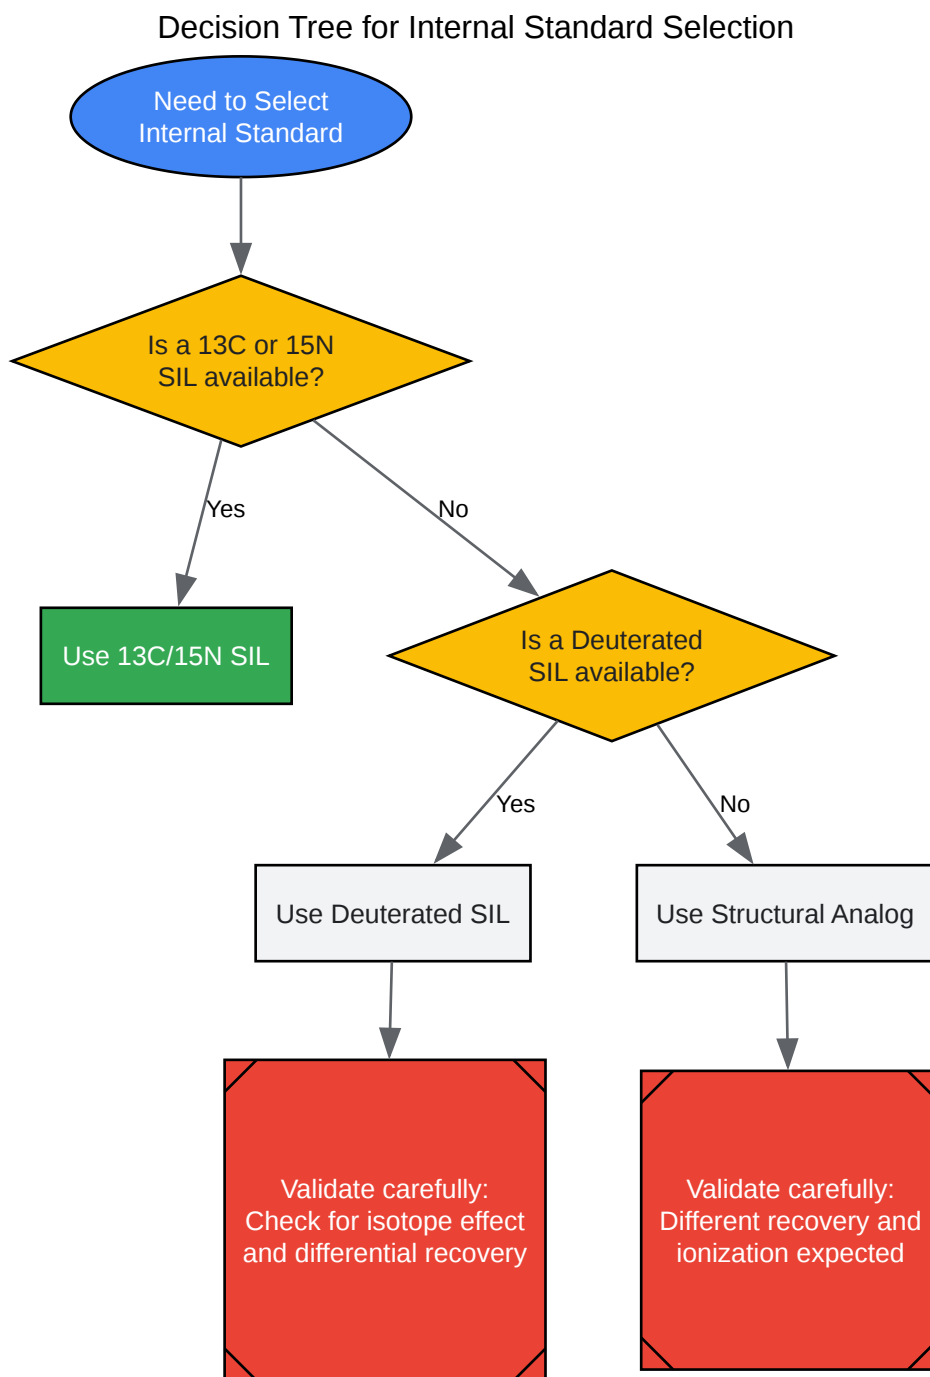 Decision Tree for Internal Standard Selection
Need to Select
Internal Standard
Is a 13C or 15N
SIL available?
Yes
No
Use 13C/15N SIL
Is a Deuterated
SIL available?
Yes
No
Use Deuterated SIL
Use Structural Analog
Validate carefully:
Check for isotope effect
and differential recovery
Validate carefully:
Different recovery and
ionization expected